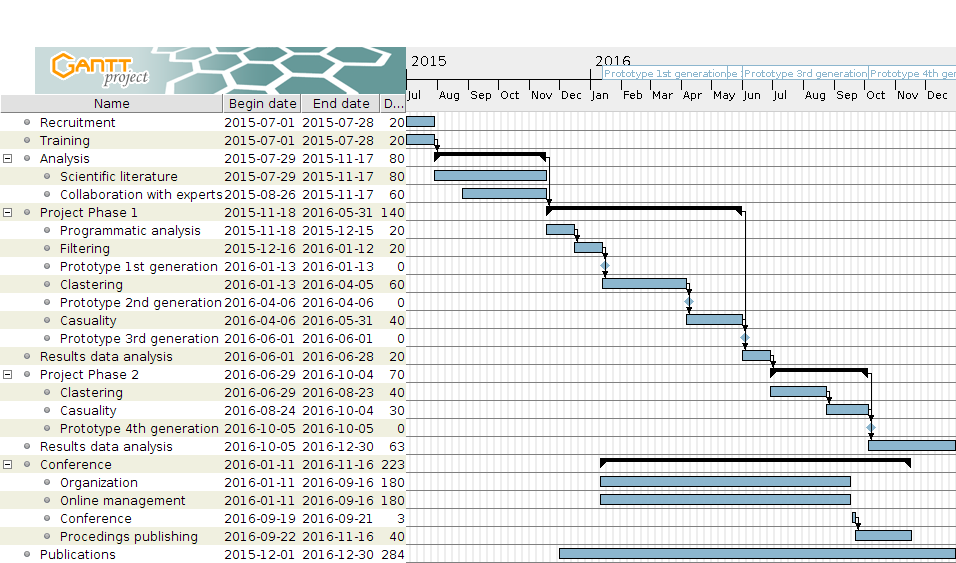 GANTT
project
2015 2016
Prototype 1st generation pe Prototype 3rd generation Prototype 4th gen
Name Begin date End date D... Jul Aug Sep Oct Nov Dec Jan Feb Mar Apr May Jun Jul Aug Sep Oct Nov Dec
Recruitment 2015-07-01 2015-07-28 20
Training 2015-07-01 2015-07-28 20
Analysis 2015-07-29 2015-11-17 80
Scientific literature 2015-07-29 2015-11-17 80
Collaboration with experts 2015-08-26 2015-11-17 60
Project Phase 1 2015-11-18 2016-05-31 140
Programmatic analysis 2015-11-18 2015-12-15 20
Filtering 2015-12-16 2016-01-12 20
Prototype 1st generation 2016-01-13 2016-01-13 0
Clastering 2016-01-13 2016-04-05 60
Prototype 2nd generation 2016-04-06 2016-04-06 0
Casuality 2016-04-06 2016-05-31 40
Prototype 3rd generation 2016-06-01 2016-06-01 0
Results data analysis 2016-06-01 2016-06-28 20
Project Phase 2 2016-06-29 2016-10-04 70
Clastering 2016-06-29 2016-08-23 40
Casuality 2016-08-24 2016-10-04 30
Prototype 4th generation 2016-10-05 2016-10-05 0
Results data analysis 2016-10-05 2016-12-30 63
Conference 2016-01-11 2016-11-16 223
Organization 2016-01-11 2016-09-16 180
Online management 2016-01-11 2016-09-16 180
Conference 2016-09-19 2016-09-21 3
Procedings publishing 2016-09-22 2016-11-16 40
Publications 2015-12-01 2016-12-30 284